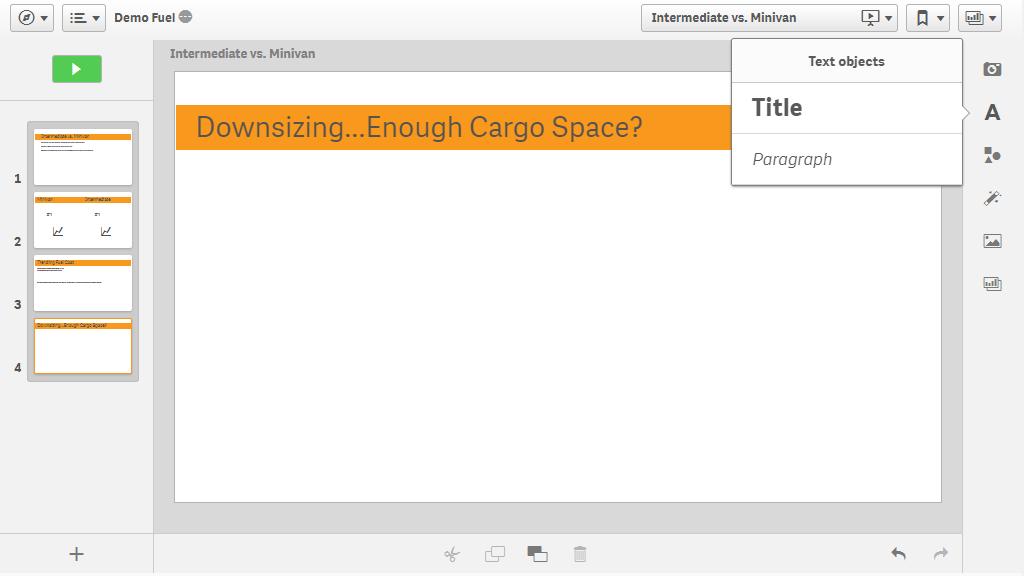 Demo Fuel
Intermediate vs. Minivan
Intermediate vs. Minivan
Text objects
Title
Paragraph
Downsizing...Enough Cargo Space?
1
Intermediate vs. Minivan
2
Minivan Intermediate
3
Trending Fuel Cost
4
Downsizing...Enough Cargo Space?